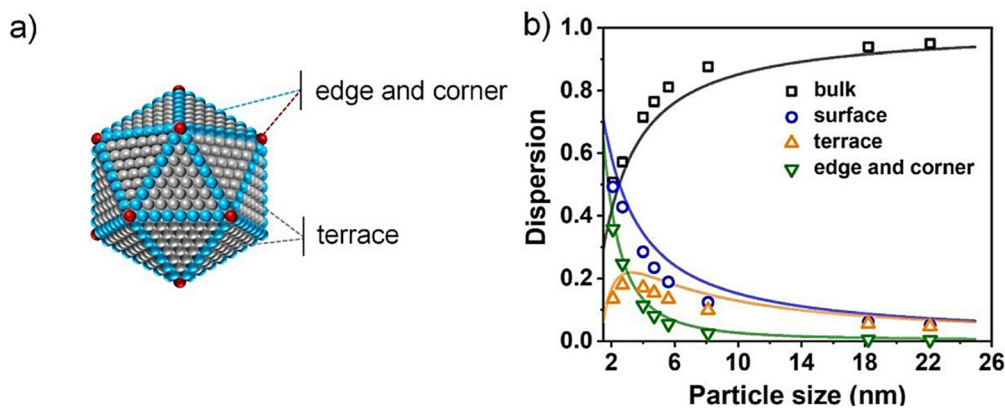 a)
edge and corner
terrace
b)
Dispersion
1.0
0.8
0.6
0.4
0.2
0.0
bulk
surface
terrace
edge and corner
2 6 10 14 18 22 26
Particle size (nm)